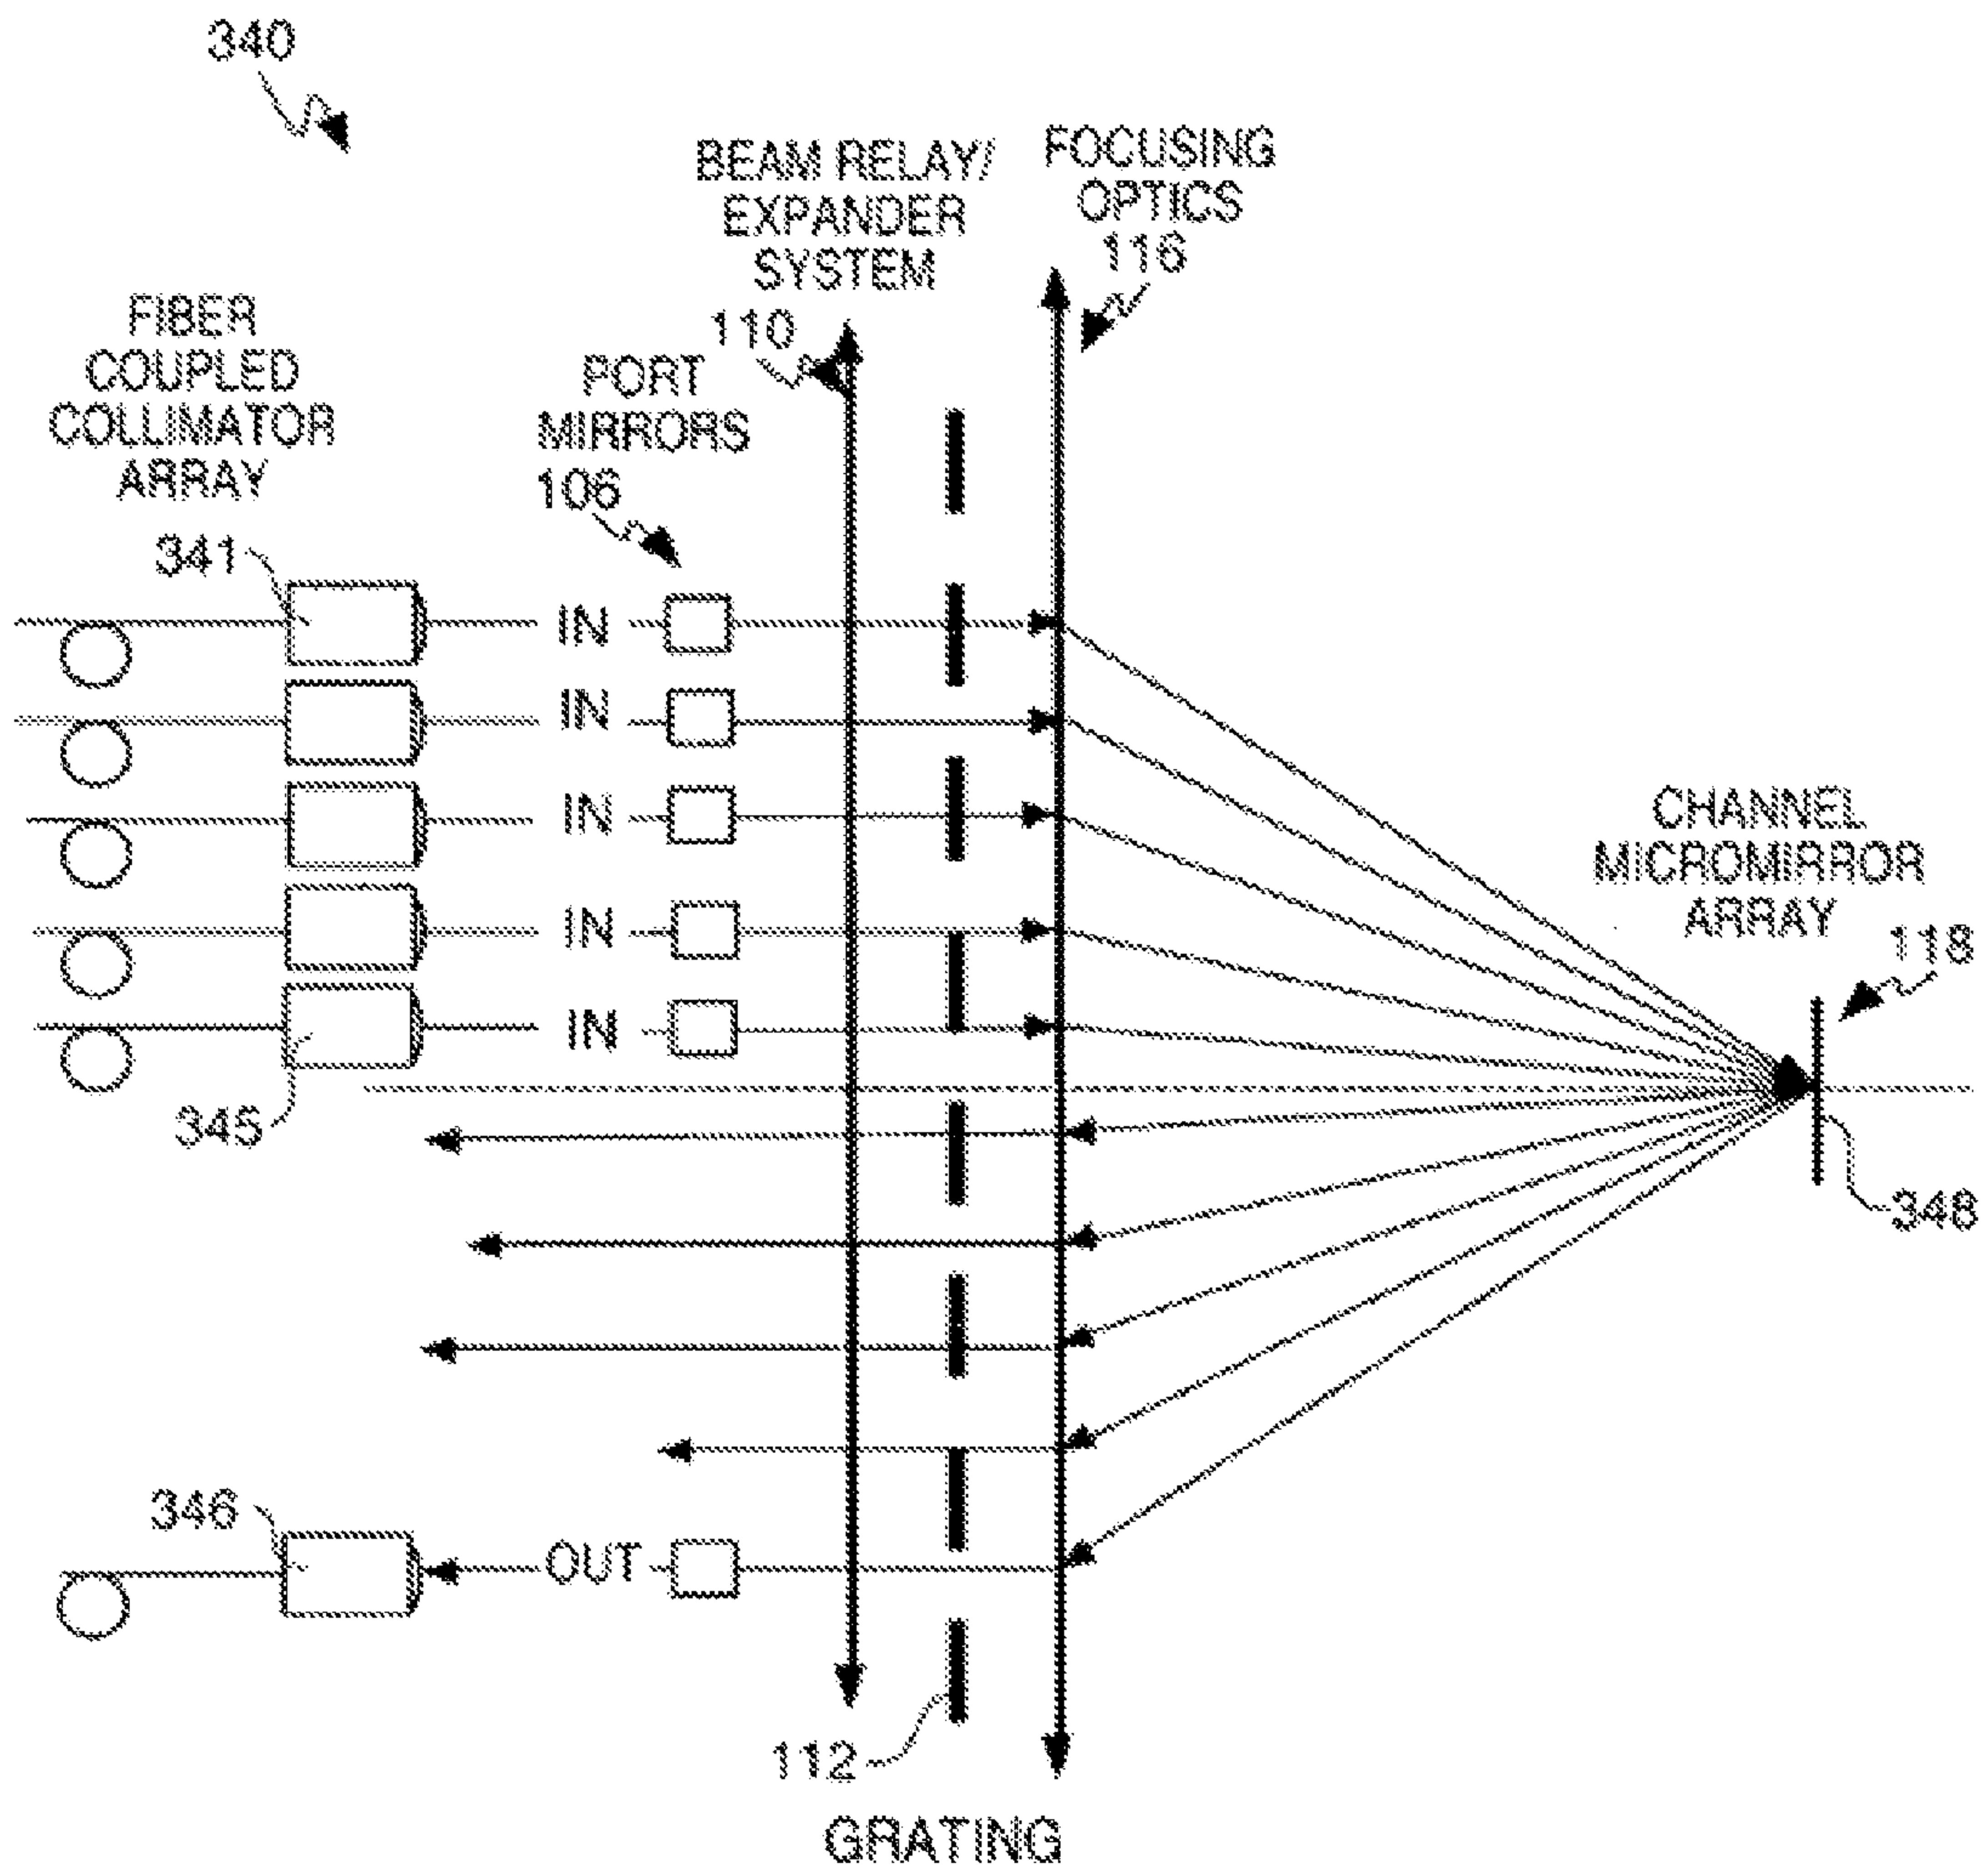 340
BEAM RELAY/
EXPANDER
SYSTEM
110
FOCUSING
OPTICS
116
FIBER
COUPLED
COLLIMATOR
ARRAY
PORT
MIRRORS
106
341
IN
IN
IN
IN
IN
345
CHANNEL
MICROMIRROR
ARRAY
118
348
346
OUT
112
GRATING